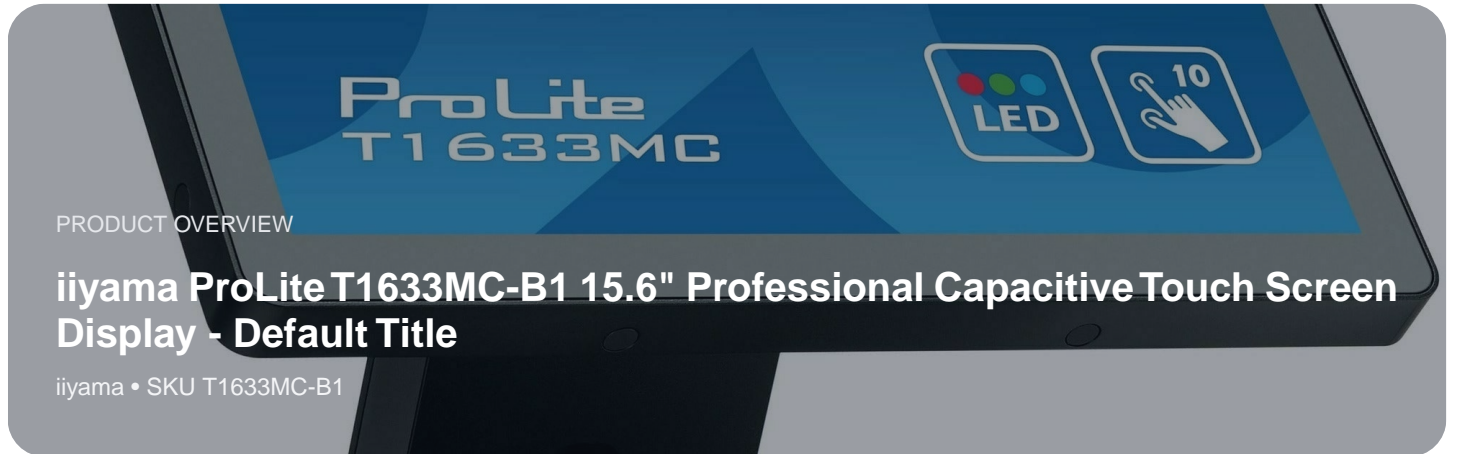 ProLite
T1633MC
LED
10
PRODUCT OVERVIEW
iiyama ProLite T1633MC-B1 15.6" Professional Capacitive Touch Screen
Display - Default Title
iiyama • SKU T1633MC-B1